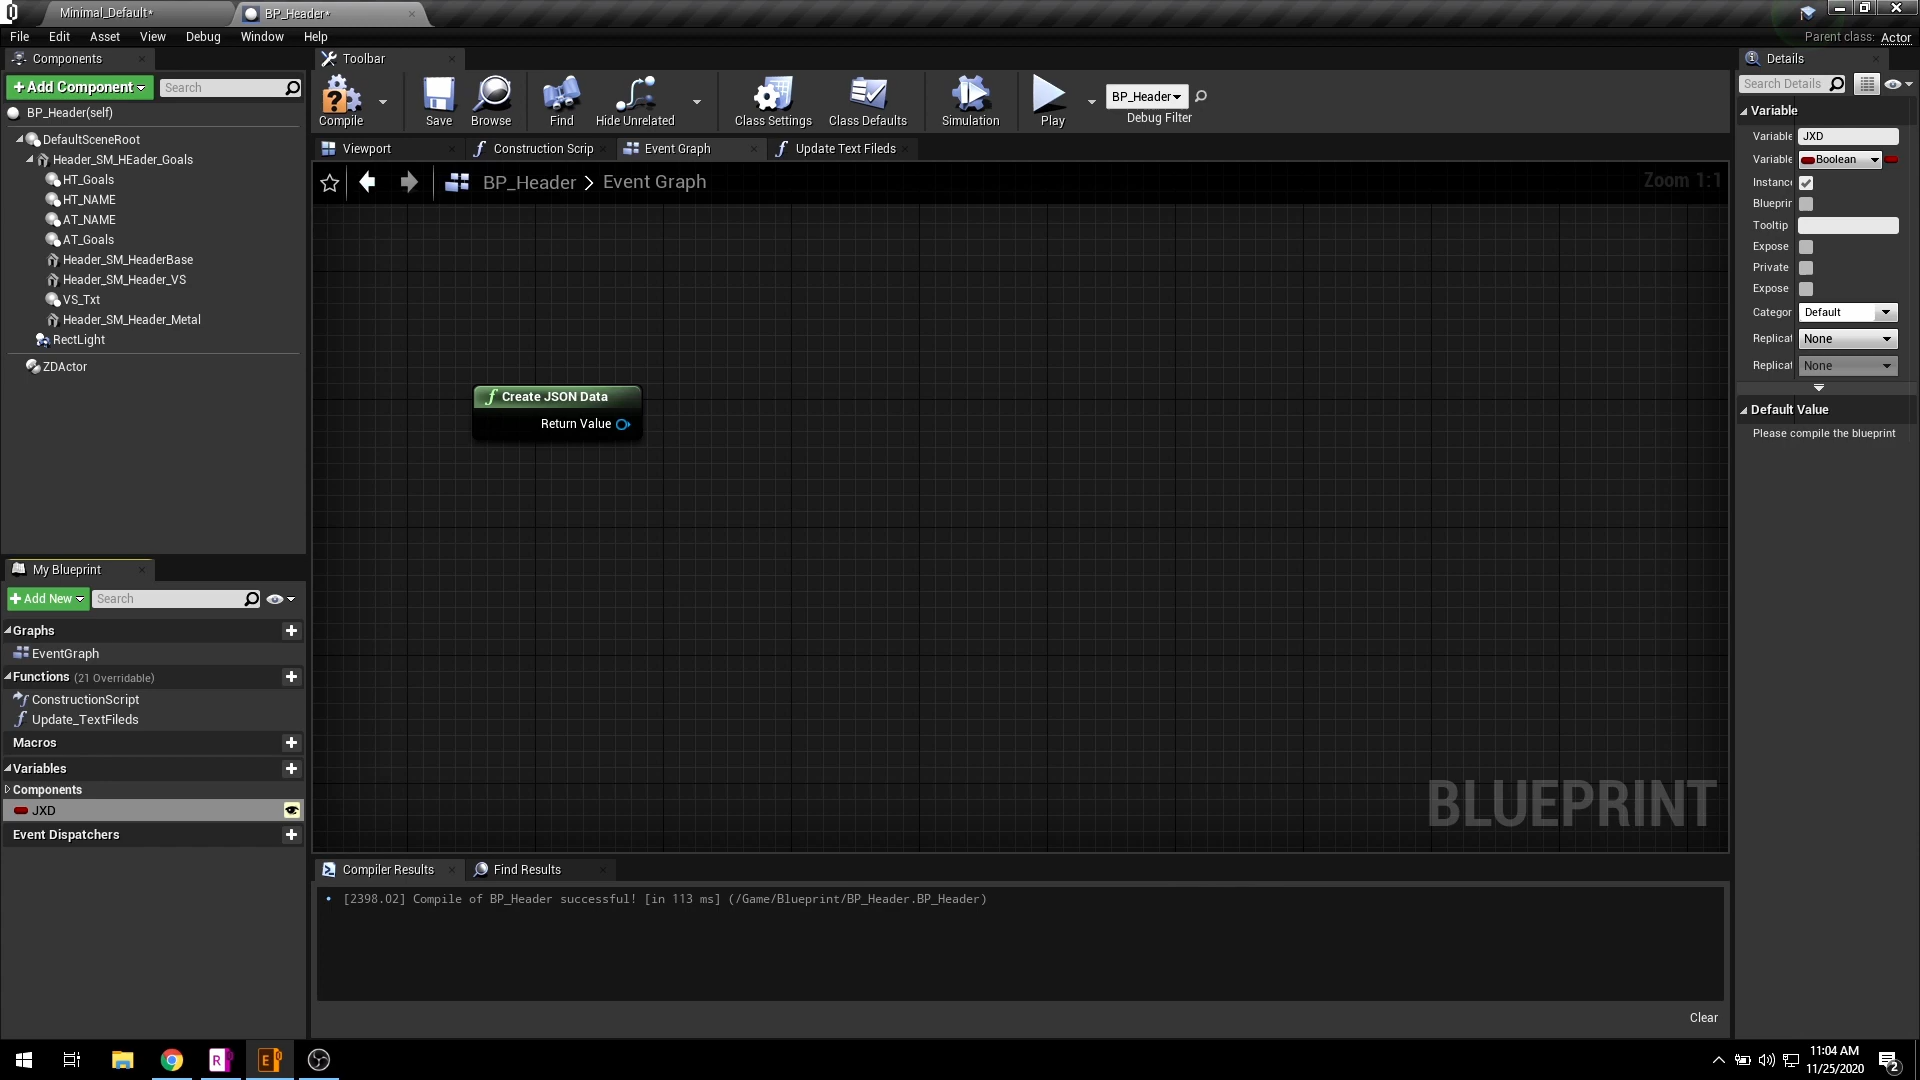 Minimal_Default*
BP_Header*
File Edit Asset View Debug Window Help
Parent class: Actor
Components
+Add Component
Search
BP_Header(self)
DefaultSceneRoot
Header_SM_HEader_Goals
HT_Goals
HT_NAME
AT_NAME
AT_Goals
Header_SM_HeaderBase
Header_SM_Header_VS
VS_Txt
Header_SM_Header_Metal
RectLight
ZDActor
Toolbar
Compile
Save
Browse
Find
Hide Unrelated
Class Settings
Class Defaults
Simulation
Play
BP_Header
Debug Filter
Viewport
Construction Scrip
Event Graph
Update Text Fileds
BP_Header > Event Graph
Zoom 1:1
f Create JSON Data
Return Value
BLUEPRINT
My Blueprint
+Add New
Search
Graphs
EventGraph
Functions (21 Overridable)
ConstructionScript
Update_TextFileds
Macros
Variables
Components
JXD
Event Dispatchers
Compiler Results
Find Results
[2398.02] Compile of BP_Header successful! [in 113 ms] (/Game/Blueprint/BP_Header.BP_Header)
Clear
Details
Search Details
Variable
Variable JXD
Variable Boolean
Instanc
Blueprin
Tooltip
Expose
Private
Expose
Categor Default
Replicat None
Replicat None
Default Value
Please compile the blueprint
11:04 AM
11/25/2020
2